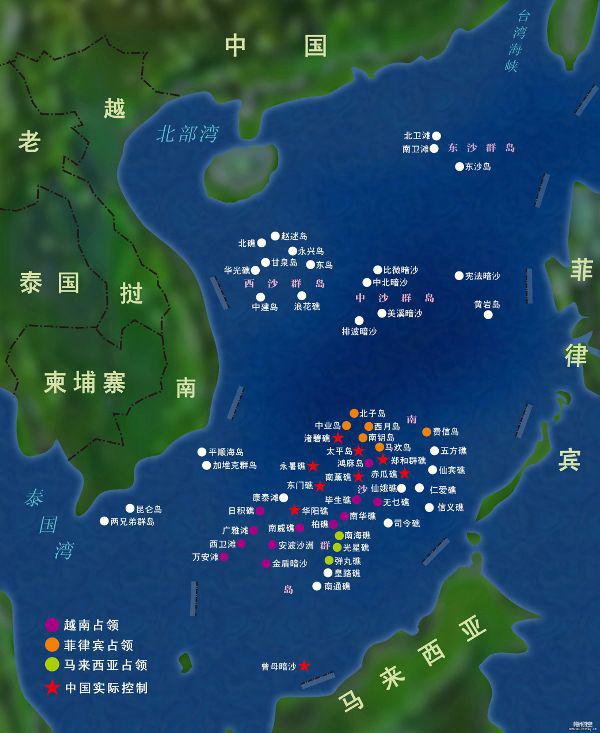 台湾海峡
中 国
越
老
北部湾
北卫滩
南卫滩
东沙群岛
东沙岛
赵述岛
北礁
永兴岛
甘泉岛
东岛
华光礁
西沙群岛
中建岛
浪花礁
比微暗沙
中北暗沙
中沙群岛
美溪暗沙
排波暗沙
宪法暗沙
黄岩岛
泰国
挝
菲
律
宾
柬埔寨
南
北子岛
中业岛
西月岛
南
费信岛
渚碧礁
南钥岛
马欢岛
太平岛
五方礁
平顺海岛
加堆克群岛
永暑礁
鸿庥岛
郑和群礁
仙宾礁
南薰礁
赤瓜礁
东门礁
沙
仙娥礁
仁爱礁
康泰滩
毕生礁
无乜礁
信义礁
昆仑岛
两兄弟群岛
泰国湾
日积礁
华阳礁
南华礁
柏礁
司令礁
广雅滩
南威礁
南海礁
西卫滩
安波沙洲
群
光星礁
万安滩
金盾暗沙
弹丸礁
皇路礁
岛
南通礁
越南占领
菲律宾占领
马来西亚占领
中国实际控制
曾母暗沙
马来西亚